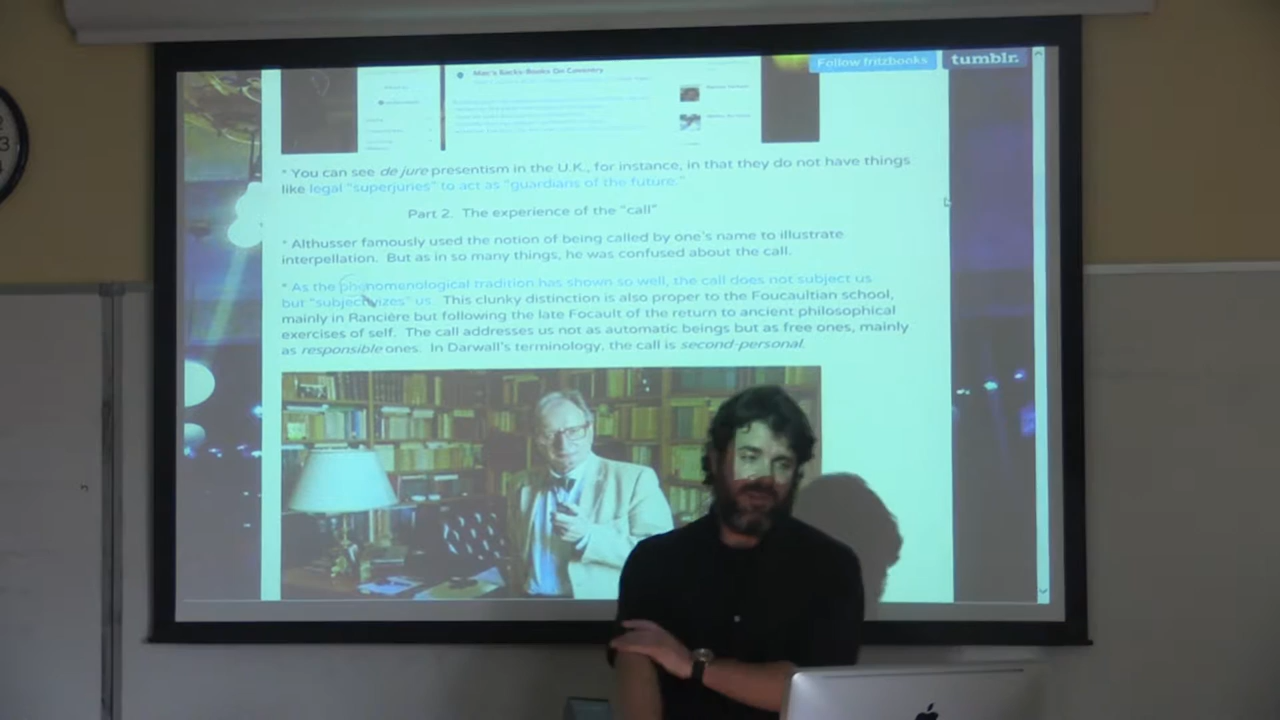 Follow fritzbooks
tumblr.
Mac's Backs-Books On Coventry
* You can see de jure presentism in the U.K., for instance, in that they do not have things
like legal "superjuries" to act as "guardians of the future."
Part 2. The experience of the "call"
* Althusser famously used the notion of being called by one's name to illustrate
interpellation. But as in so many things, he was confused about the call.
* As the phenomenological tradition has shown so well, the call does not subject us
but "subjectivizes" us. This clunky distinction is also proper to the Foucaultian school,
mainly in Rancière but following the late Focault of the return to ancient philosophical
exercises of self. The call addresses us not as automatic beings but as free ones, mainly
as responsible ones. In Darwall's terminology, the call is second-personal.